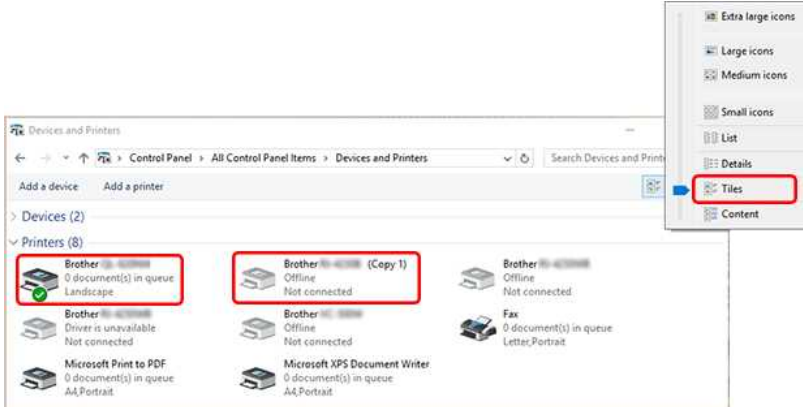 Extra large icons
Large icons
Medium icons
Small icons
List
Details
Tiles
Content
Devices and Printers
Control Panel > All Control Panel Items > Devices and Printers
Search Devices and Printe
Add a device Add a printer
Devices (2)
Printers (8)
Brother
0 document(s) in queue
Landscape
Brother (Copy 1)
Offline
Not connected
Brother
Offline
Not connected
Brother
Driver is unavailable
Not connected
Brother
Offline
Not connected
Fax
0 document(s) in queue
Letter,Portrait
Microsoft Print to PDF
0 document(s) in queue
A4,Portrait
Microsoft XPS Document Writer
0 document(s) in queue
A4,Portrait